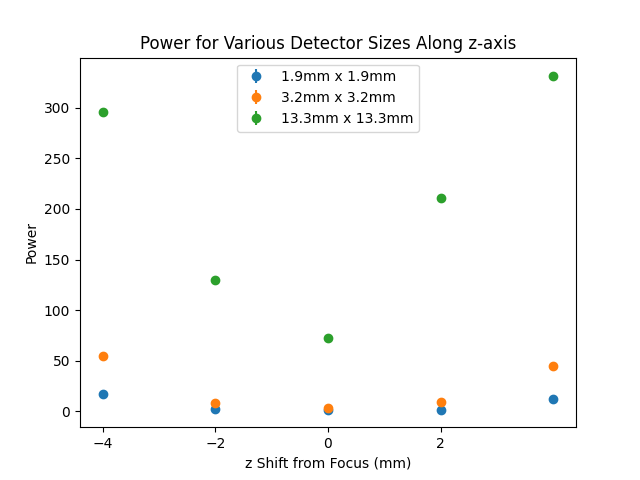 Power for Various Detector Sizes Along z-axis
1.9mm x 1.9mm
3.2mm x 3.2mm
13.3mm x 13.3mm
300
250
200
150
100
50
0
Power
−4
−2
0
2
z Shift from Focus (mm)